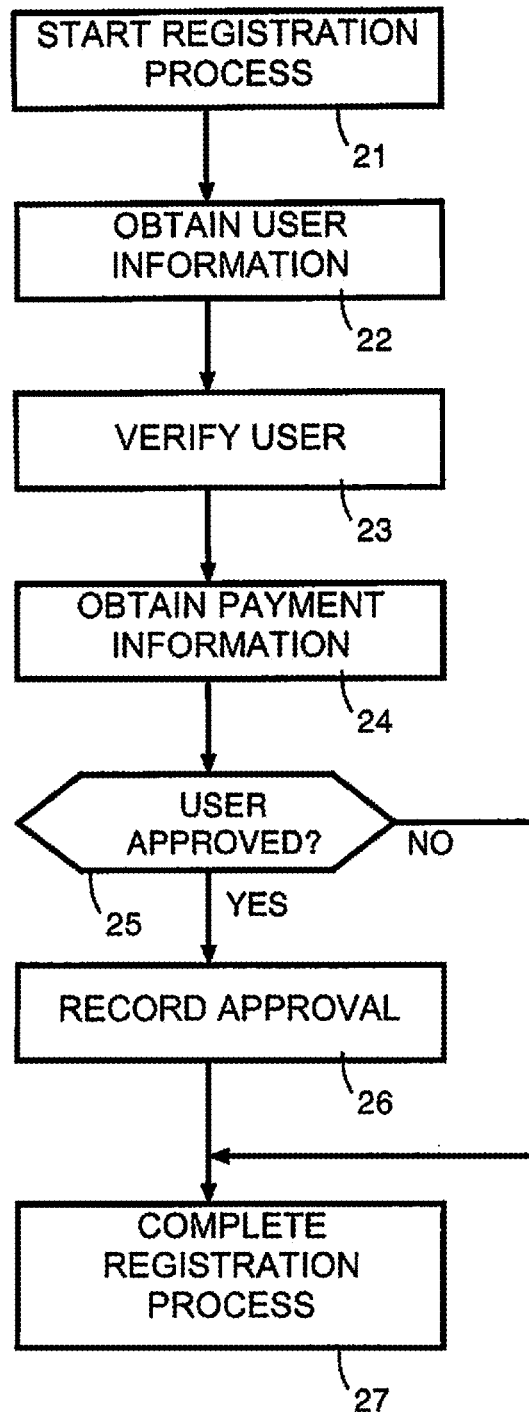 START REGISTRATION
PROCESS
21
OBTAIN USER
INFORMATION
22
VERIFY USER
23
OBTAIN PAYMENT
INFORMATION
24
USER
APPROVED?
NO
25
YES
RECORD APPROVAL
26
COMPLETE
REGISTRATION
PROCESS
27